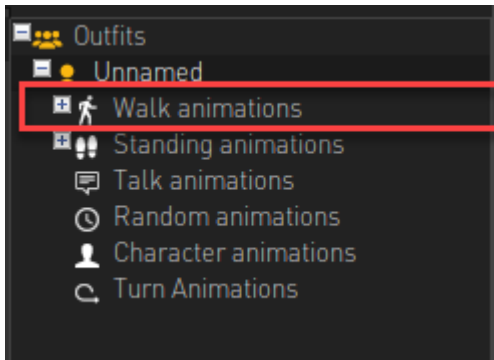 Outfits
Unnamed
Walk animations
Standing animations
Talk animations
Random animations
Character animations
Turn Animations